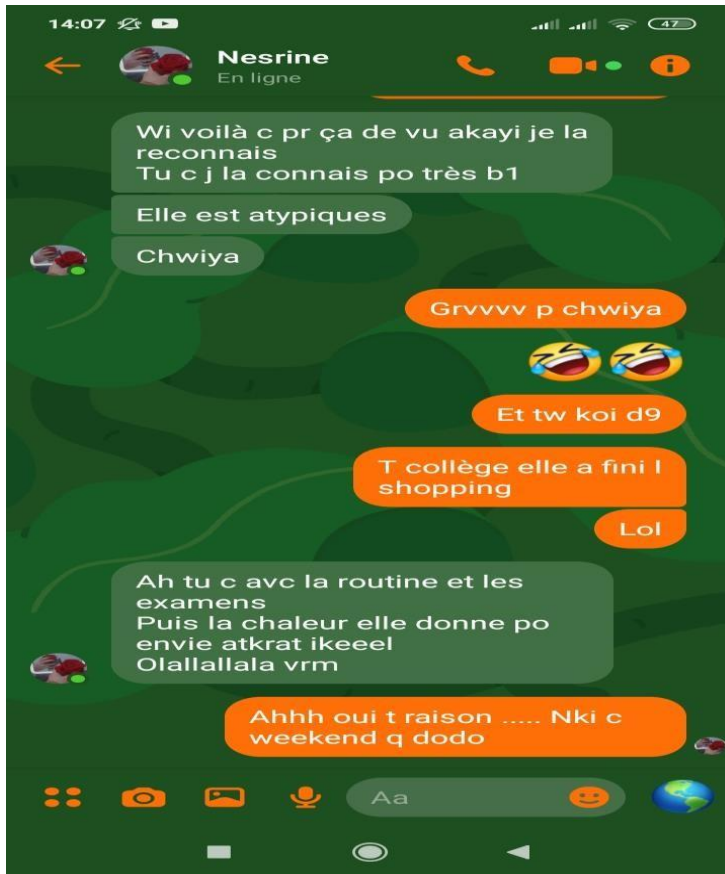 14:07
47
Nesrine
En ligne
Wi voilà c pr ça de vu akayi je la
reconnais
Tu c j la connais po très b1
Elle est atypiques
Chwiya
Grvvvv p chwiya
Et tw koi d9
T collège elle a fini l
shopping
Lol
Ah tu c avc la routine et les
examens
Puis la chaleur elle donne po
envie atkrat ikeeel
Olallallala vrm
Ahhh oui t raison ..... Nki c
weekend q dodo
Aa